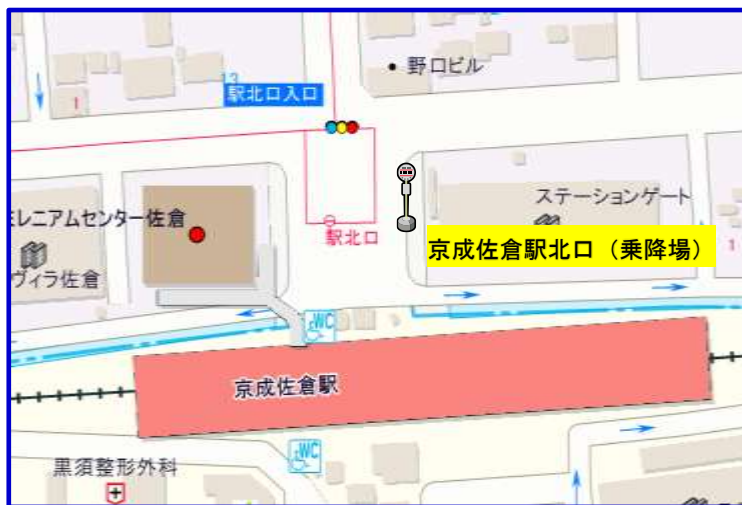 野口ビル
13
駅北口入口
1
ステーションゲート
ミレニアムセンター佐倉
駅北口
京成佐倉駅北口（乗降場）
1
ヴィラ佐倉
WC
京成佐倉駅
WC
黒須整形外科